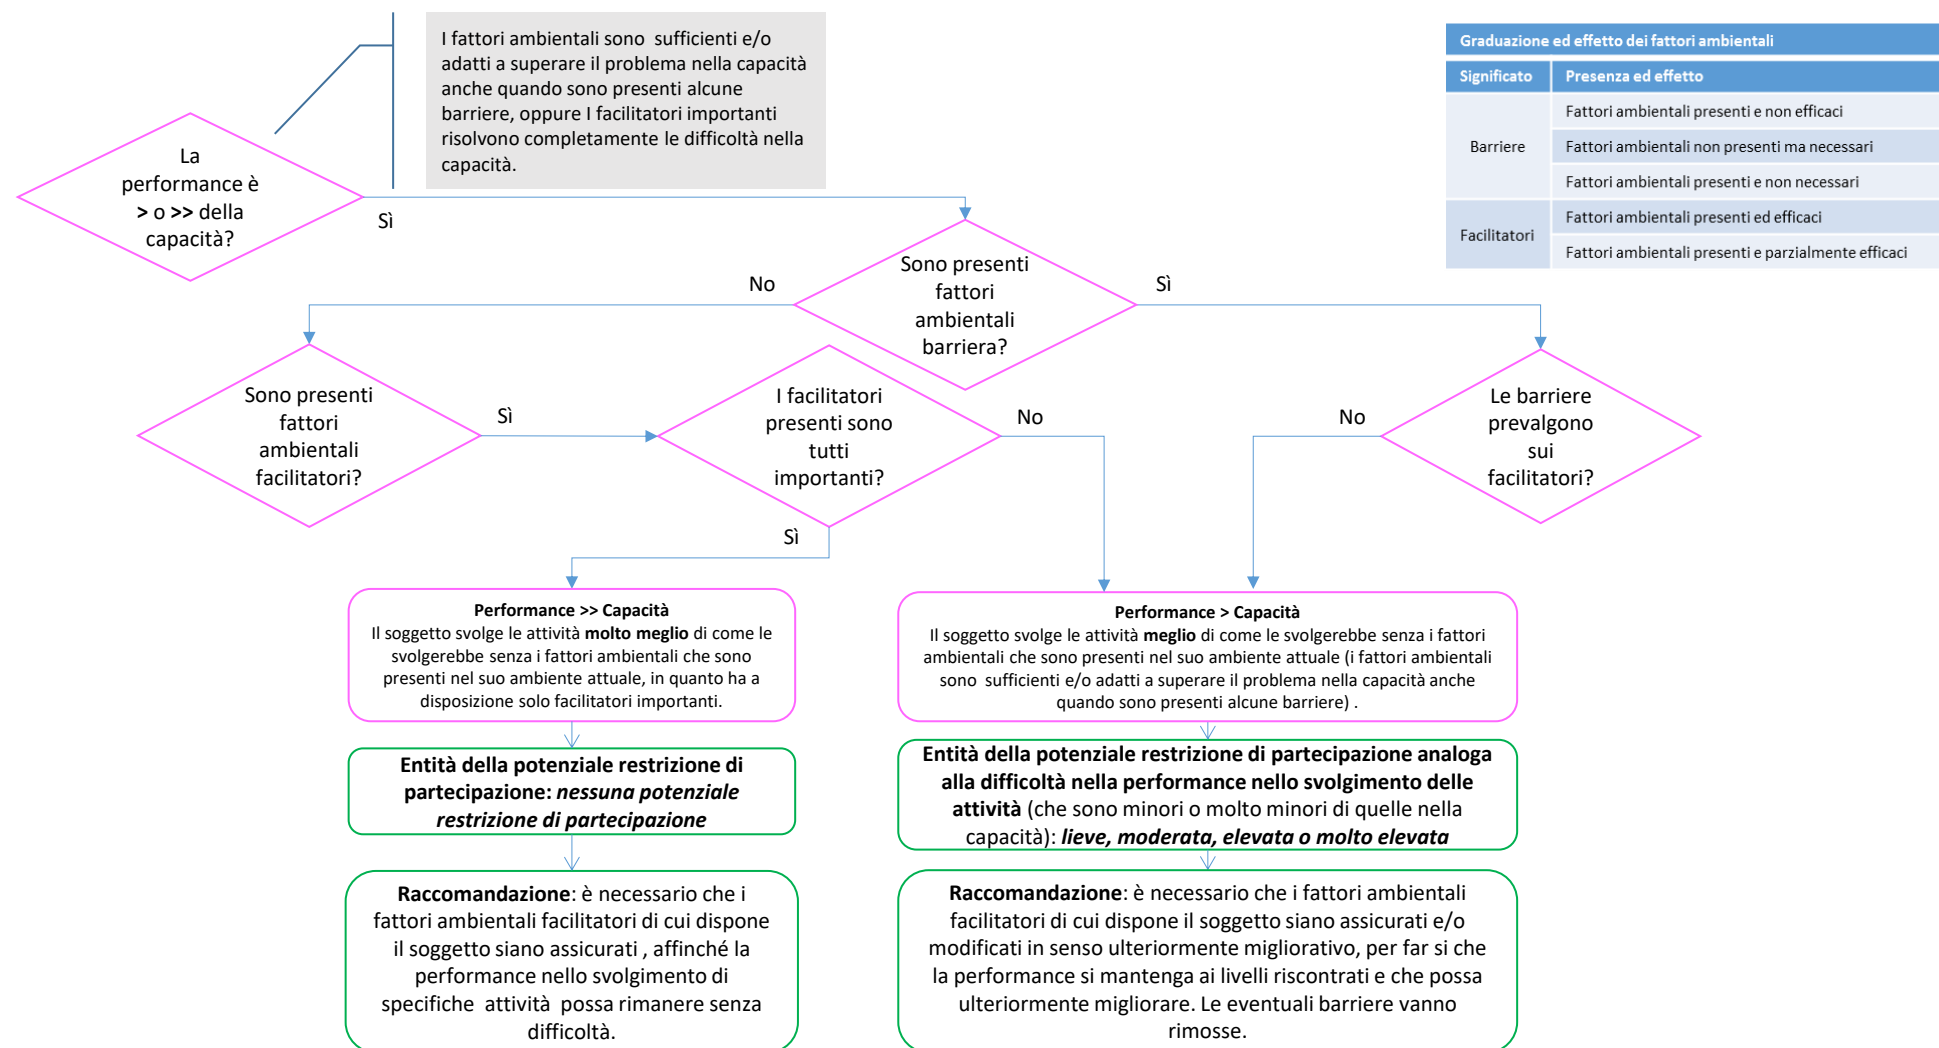 I fattori ambientali sono  sufficienti e/o
adatti a superare il problema nella capacità
anche quando sono presenti alcune
barriere, oppure I facilitatori importanti
risolvono completamente le difficoltà nella
capacità.
Graduazione ed effetto dei fattori ambientali
Significato
Presenza ed effetto
Barriere
Fattori ambientali presenti e non efficaci
Fattori ambientali non presenti ma necessari
Fattori ambientali presenti e non necessari
Facilitatori
Fattori ambientali presenti ed efficaci
Fattori ambientali presenti e parzialmente efficaci
La
performance è
> o >> della
capacità?
Sì
Sono presenti
fattori
ambientali
barriera?
No
Sì
Sono presenti
fattori
ambientali
facilitatori?
Sì
I facilitatori
presenti sono
tutti
importanti?
No
No
Le barriere
prevalgono
sui
facilitatori?
Sì
Performance >> Capacità
Il soggetto svolge le attività molto meglio di come le
svolgerebbe senza i fattori ambientali che sono
presenti nel suo ambiente attuale, in quanto ha a
disposizione solo facilitatori importanti.
Performance > Capacità
Il soggetto svolge le attività meglio di come le svolgerebbe senza i fattori
ambientali che sono presenti nel suo ambiente attuale (i fattori ambientali
sono  sufficienti e/o adatti a superare il problema nella capacità anche
quando sono presenti alcune barriere) .
Entità della potenziale restrizione di
partecipazione: nessuna potenziale
restrizione di partecipazione
Entità della potenziale restrizione di partecipazione analoga
alla difficoltà nella performance nello svolgimento delle
attività (che sono minori o molto minori di quelle nella
capacità): lieve, moderata, elevata o molto elevata
Raccomandazione: è necessario che i
fattori ambientali facilitatori di cui dispone
il soggetto siano assicurati , affinché la
performance nello svolgimento di
specifiche  attività  possa rimanere senza
difficoltà.
Raccomandazione: è necessario che i fattori ambientali
facilitatori di cui dispone il soggetto siano assicurati e/o
modificati in senso ulteriormente migliorativo, per far si che
la performance si mantenga ai livelli riscontrati e che possa
ulteriormente migliorare. Le eventuali barriere vanno
rimosse.